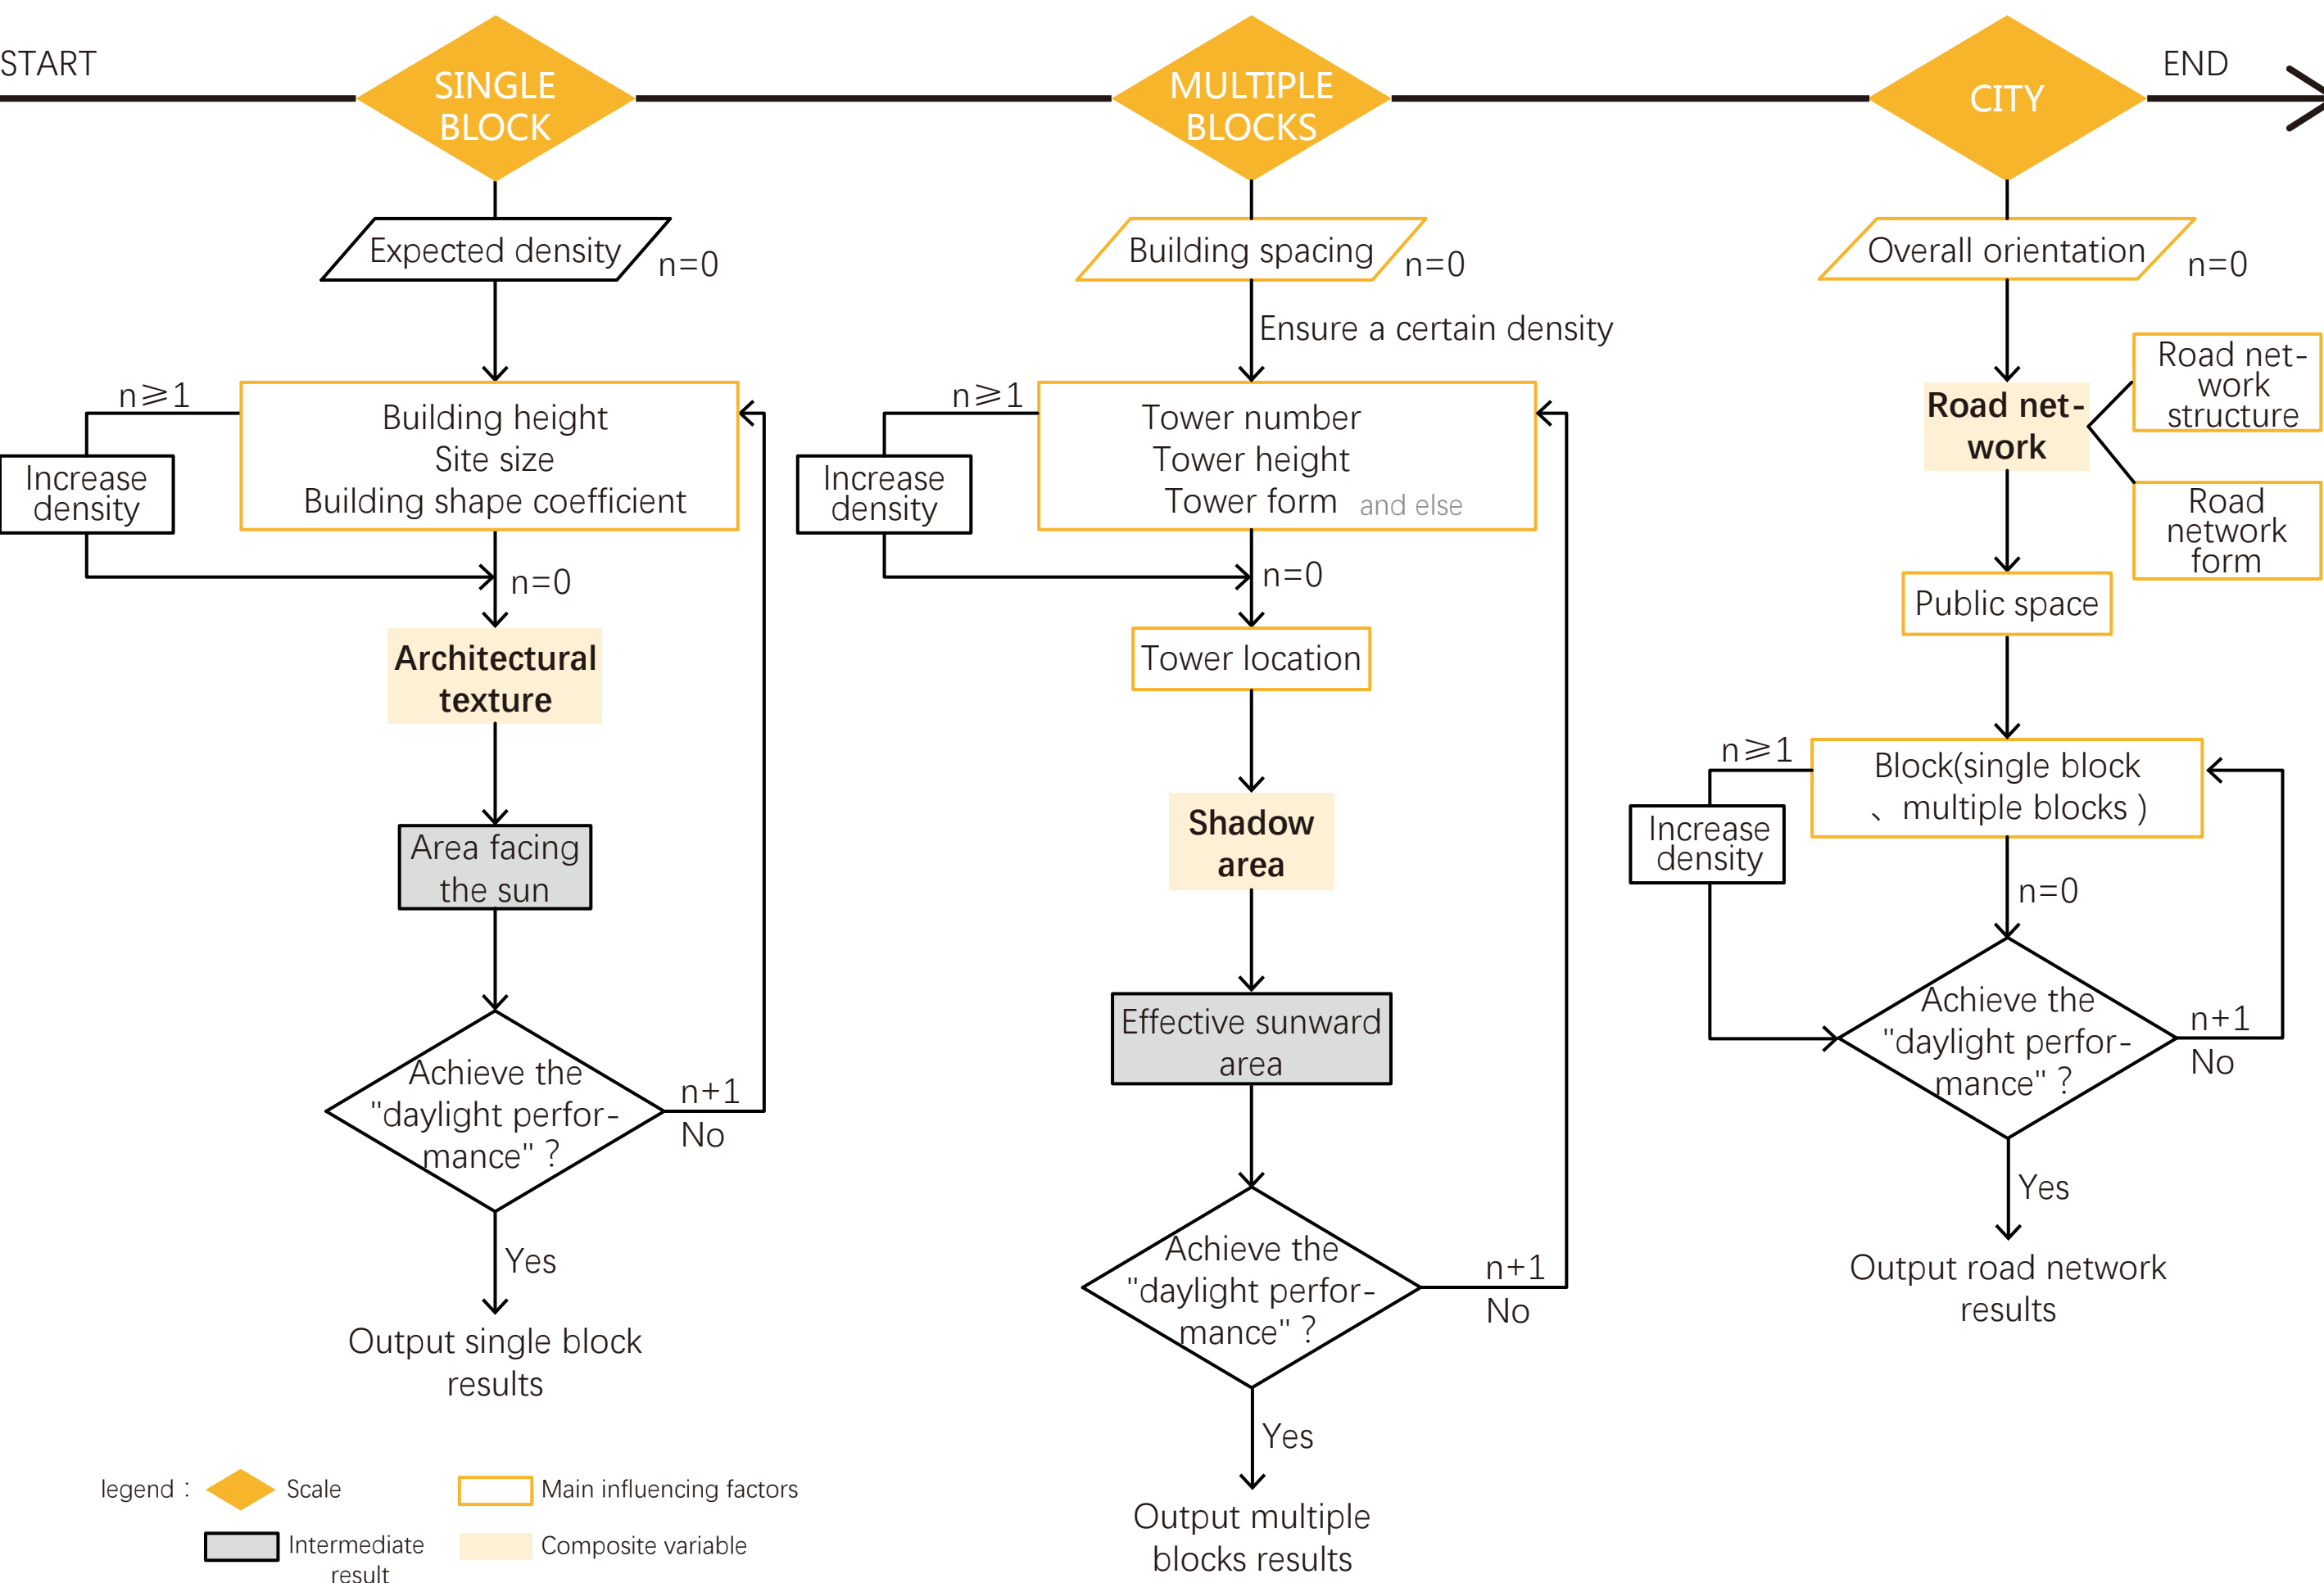 START
SINGLE
BLOCK
MULTIPLE
BLOCKS
CITY
END
Expected density
n=0
n≥1
Building height
Site size
Building shape coefficient
Increase
density
n=0
Architectural
texture
Area facing
the sun
Achieve the
"daylight perfor-
mance" ?
n+1
No
Yes
Output single block
results
Building spacing
n=0
Ensure a certain density
n≥1
Tower number
Tower height
Tower form and else
Increase
density
n=0
Tower location
Shadow
area
Effective sunward
area
Achieve the
"daylight perfor-
mance" ?
n+1
No
Yes
Output multiple
blocks results
Overall orientation
n=0
Road net-
work
Road net-
work
structure
Road
network
form
Public space
n≥1
Block(single block
、multiple blocks )
Increase
density
n=0
Achieve the
"daylight perfor-
mance" ?
n+1
No
Yes
Output road network
results
legend :
Scale
Main influencing factors
Intermediate
result
Composite variable